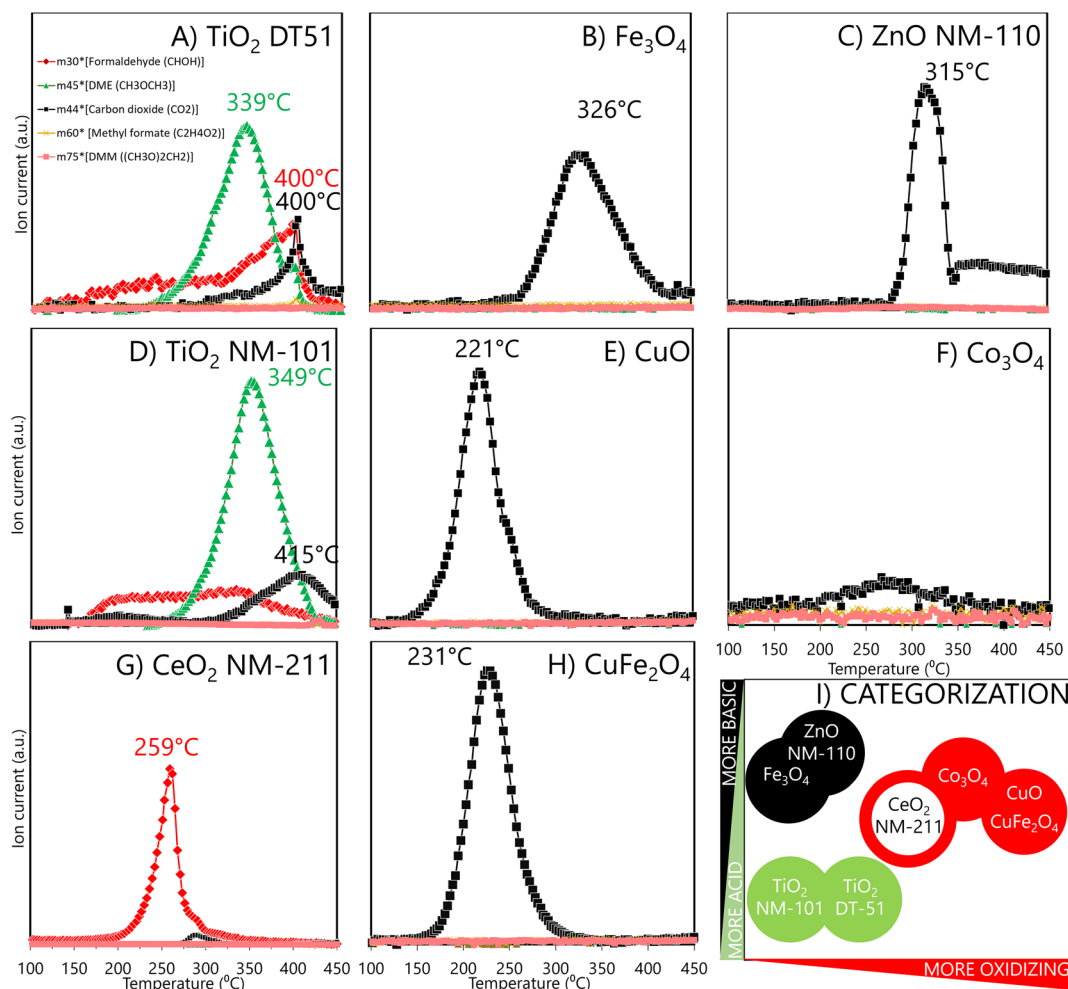 A) TiO₂ DT51
m30*[Formaldehyde (CHOH)]
m45*[DME (CH3OCH3)]
m44*[Carbon dioxide (CO2)]
m60* [Methyl formate (C2H4O2)]
m75*[DMM ((CH3O)2CH2)]
339°C
400°C
400°C
Ion current (a.u.)
B) Fe₃O₄
326°C
C) ZnO NM-110
315°C
D) TiO₂ NM-101
349°C
415°C
Ion current (a.u.)
E) CuO
221°C
F) Co₃O₄
100 150 200 250 300 350 400 450
Temperature (⁰C)
G) CeO₂ NM-211
259°C
Ion current (a.u.)
100 150 200 250 300 350 400 450
Temperature (⁰C)
H) CuFe₂O₄
231°C
100 150 200 250 300 350 400 450
Temperature (⁰C)
I) CATEGORIZATION
MORE BASIC
MORE ACID
ZnO
NM-110
Fe₃O₄
Co₃O₄
CuO
CuFe₂O₄
CeO₂
NM-211
TiO₂
NM-101
TiO₂
DT-51
MORE OXIDIZING